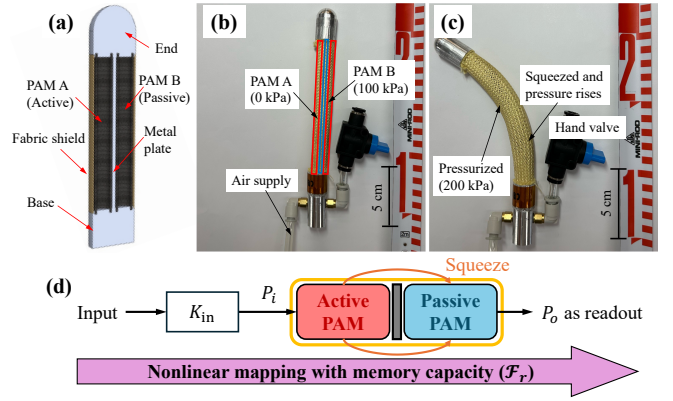 (a)
End
PAM A
(Active)
PAM B
(Passive)
Fabric shield
Metal
plate
Base
(b)
PAM A
(0 kPa)
PAM B
(100 kPa)
Air supply
5 cm
(c)
Squeezed and
pressure rises
Hand valve
Pressurized
(200 kPa)
5 cm
(d)
Squeeze
Input
K_in
P_i
Active
PAM
Passive
PAM
P_o as readout
Nonlinear mapping with memory capacity (ℱ_r)